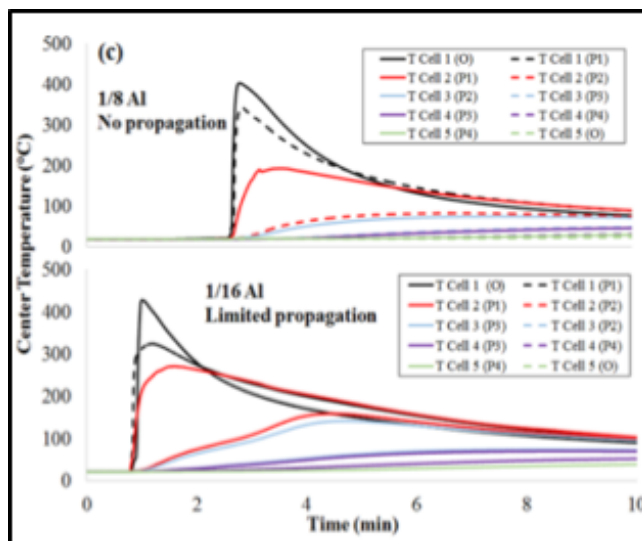 (c)
1/8 Al
No propagation
T Cell 1 (O) T Cell 1 (P1)
T Cell 2 (P1) T Cell 2 (P2)
T Cell 3 (P2) T Cell 3 (P3)
T Cell 4 (P3) T Cell 4 (P4)
T Cell 5 (P4) T Cell 5 (O)
500
400
300
200
100
0
Center Temperature (°C)
1/16 Al
Limited propagation
T Cell 1 (O) T Cell 1 (P1)
T Cell 2 (P1) T Cell 2 (P2)
T Cell 3 (P3) T Cell 3 (P2)
T Cell 4 (P3) T Cell 4 (P4)
T Cell 5 (P4) T Cell 5 (O)
500
400
300
200
100
0
0 2 4 6 8 10
Time (min)